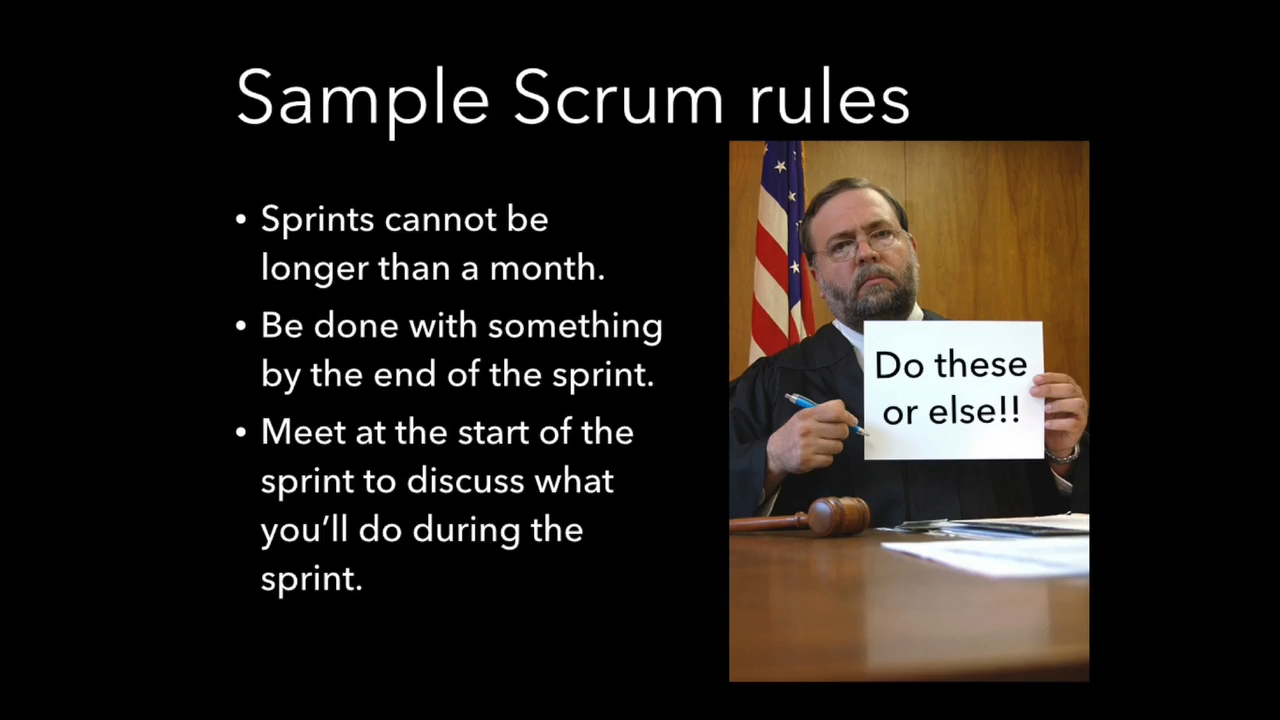 Sample Scrum rules
• Sprints cannot be
longer than a month.
• Be done with something
by the end of the sprint.
• Meet at the start of the
sprint to discuss what
you’ll do during the
sprint.
Do these
or else!!